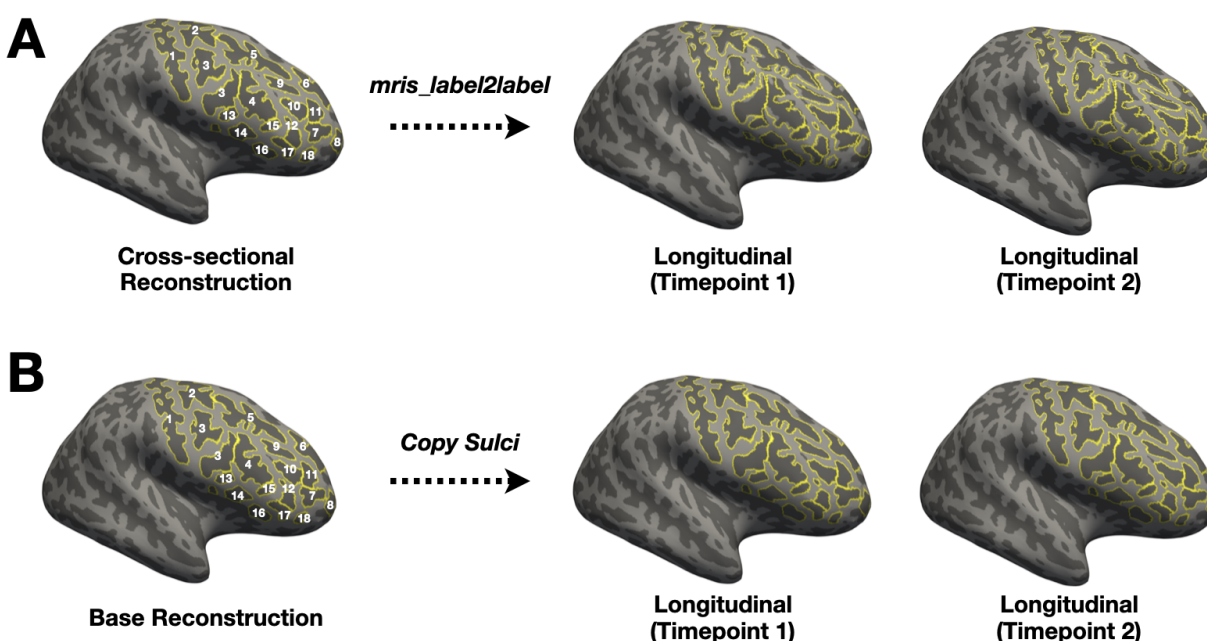 A
1
2
3
5
9
6
3
4
10
11
13
15
12
7
14
8
16
17
18
mris_label2label
Cross-sectional
Reconstruction
Longitudinal
(Timepoint 1)
Longitudinal
(Timepoint 2)
B
1
2
3
5
9
6
3
4
10
11
13
15
12
7
14
8
16
17
18
Copy Sulci
Base Reconstruction
Longitudinal
(Timepoint 1)
Longitudinal
(Timepoint 2)